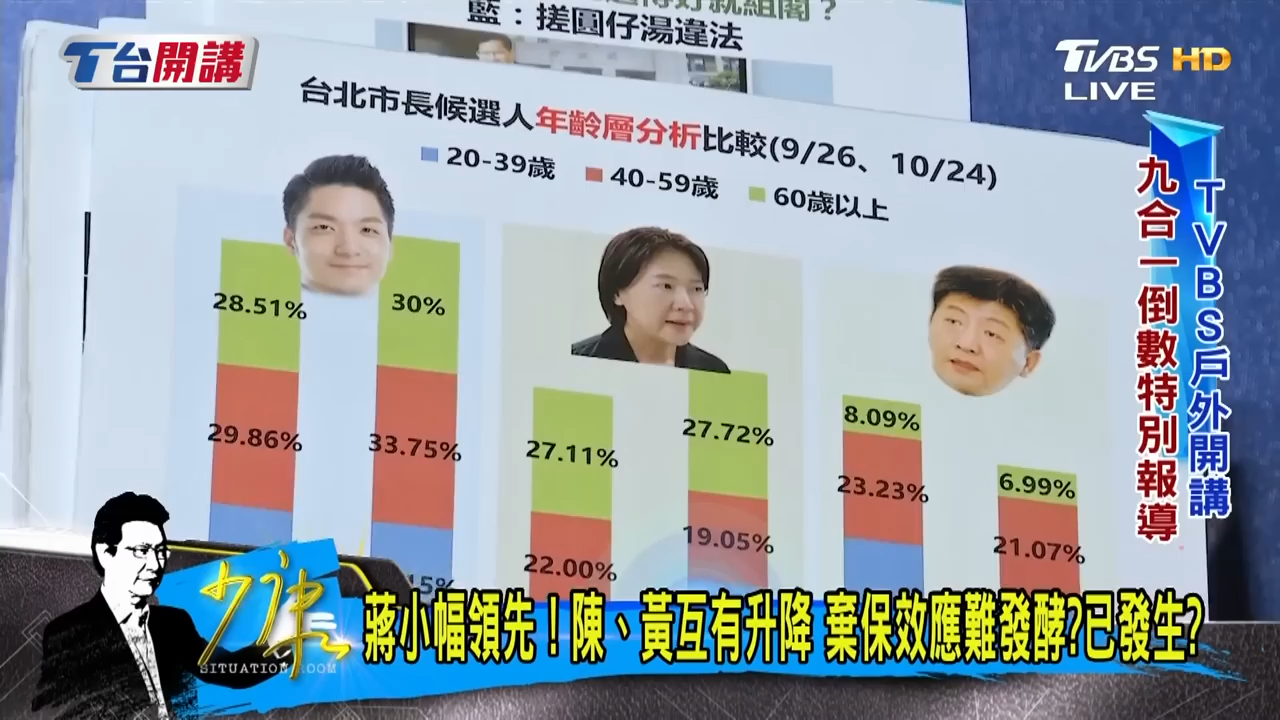 藍：搓圓仔湯違法
T台開講
TVBS HD
LIVE
台北市長候選人年齡層分析比較(9/26、10/24)
20-39歲
40-59歲
60歲以上
28.51%
30%
29.86%
33.75%
27.11%
27.72%
22.00%
19.05%
8.09%
6.99%
23.23%
21.07%
TVBS戶外開講
九合一倒數特別報導
少康
SITUATION ROOM
蔣小幅領先！陳、黃互有升降 棄保效應難發酵?已發生?